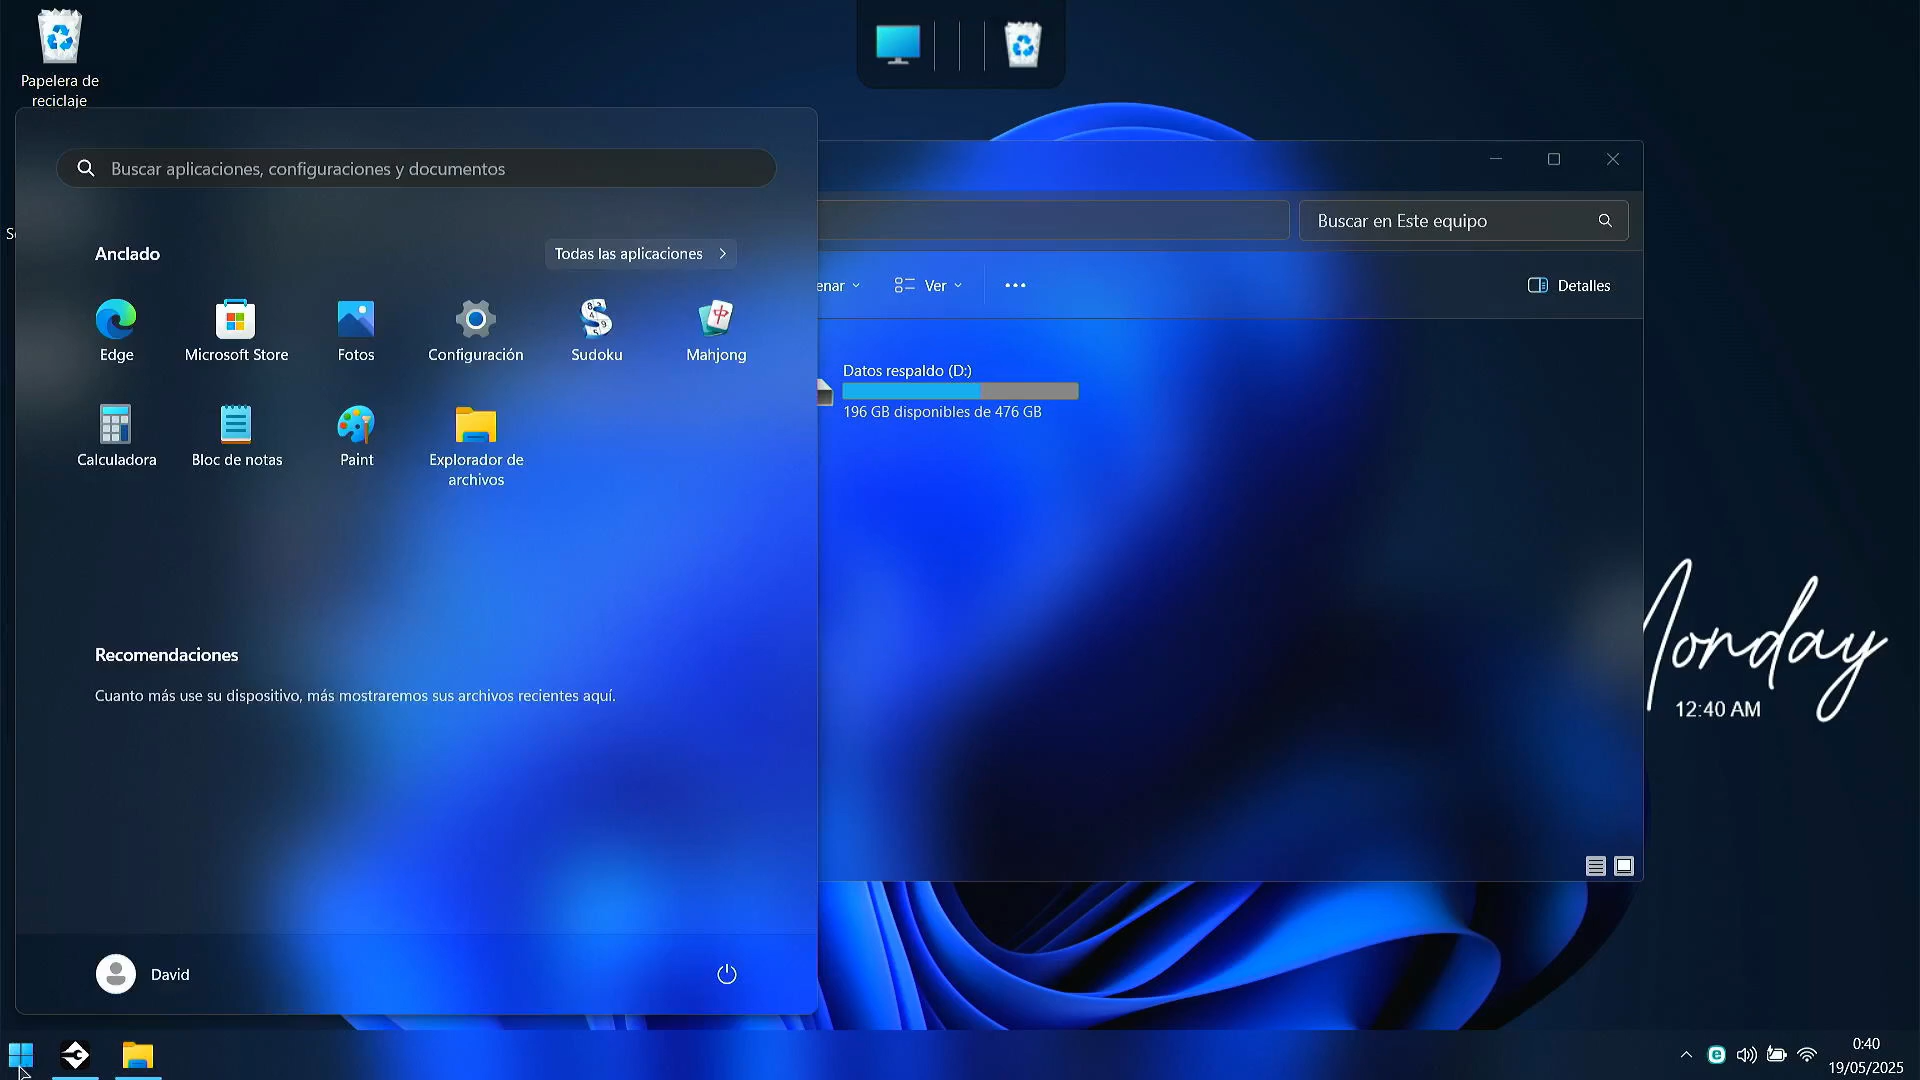 Papelera de
reciclaje
Buscar aplicaciones, configuraciones y documentos
Anclado
Todas las aplicaciones
Edge
Microsoft Store
Fotos
Configuración
Sudoku
Mahjong
Calculadora
Bloc de notas
Paint
Explorador de
archivos
Recomendaciones
Cuanto más use su dispositivo, más mostraremos sus archivos recientes aquí.
David
Buscar en Este equipo
enar
Ver
Detalles
Datos respaldo (D:)
196 GB disponibles de 476 GB
Monday
12:40 AM
0:40
19/05/2025